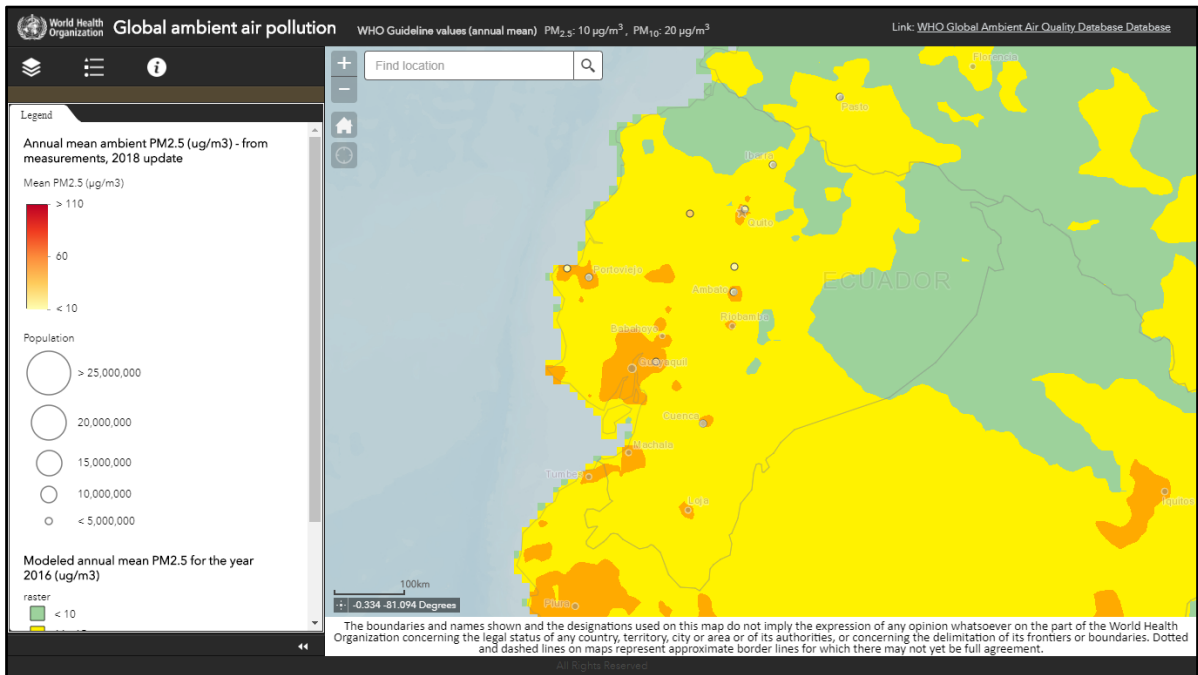 World Health Organization
Global ambient air pollution
WHO Guideline values (annual mean) PM2.5: 10 µg/m3 , PM10: 20 µg/m3
Link: WHO Global Ambient Air Quality Database Database
Legend
Annual mean ambient PM2.5 (ug/m3) - from
measurements, 2018 update
Mean PM2.5 (µg/m3)
> 110
60
< 10
Population
> 25,000,000
20,000,000
15,000,000
10,000,000
< 5,000,000
Modeled annual mean PM2.5 for the year
2016 (ug/m3)
raster
< 10
Find location
Florencia
Pasto
Ibarra
Quito
Portoviejo
ECUADOR
Ambato
Riobamba
Babahoyo
Guayaquil
Cuenca
Machala
Tumbes
Loja
Iquitos
Piura
100km
-0.334 -81.094 Degrees
The boundaries and names shown and the designations used on this map do not imply the expression of any opinion whatsoever on the part of the World Health
Organization concerning the legal status of any country, territory, city or area or of its authorities, or concerning the delimitation of its frontiers or boundaries. Dotted
and dashed lines on maps represent approximate border lines for which there may not yet be full agreement.
All Rights Reserved